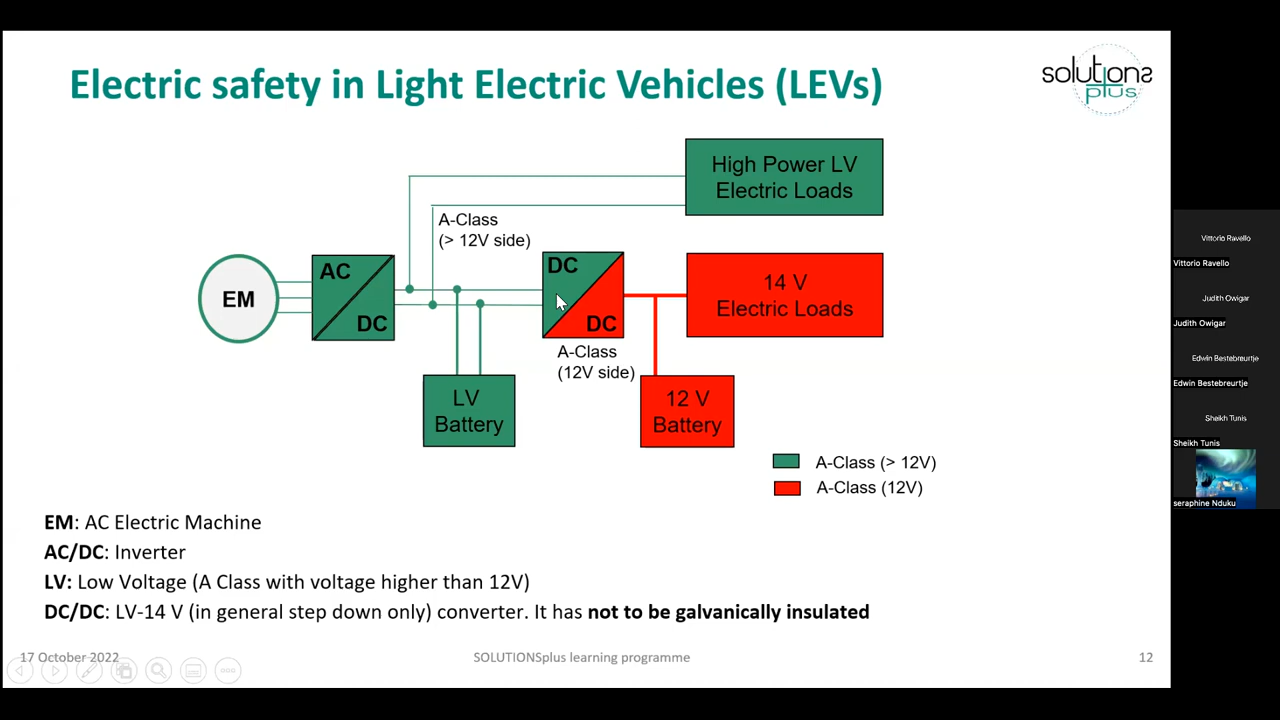 Electric safety in Light Electric Vehicles (LEVs)
solutions
plus
High Power LV
Electric Loads
A-Class
(> 12V side)
EM
AC
DC
DC
DC
14 V
Electric Loads
A-Class
(12V side)
LV
Battery
12 V
Battery
A-Class (> 12V)
A-Class (12V)
EM: AC Electric Machine
AC/DC: Inverter
LV: Low Voltage (A Class with voltage higher than 12V)
DC/DC: LV-14 V (in general step down only) converter. It has not to be galvanically insulated
17 October 2022
SOLUTIONSplus learning programme
12
Vittorio Ravello
Vittorio Ravello
Judith Owigar
Judith Owigar
Edwin Bestebreurtje
Edwin Bestebreurtje
Sheikh Tunis
Sheikh Tunis
seraphine Nduku